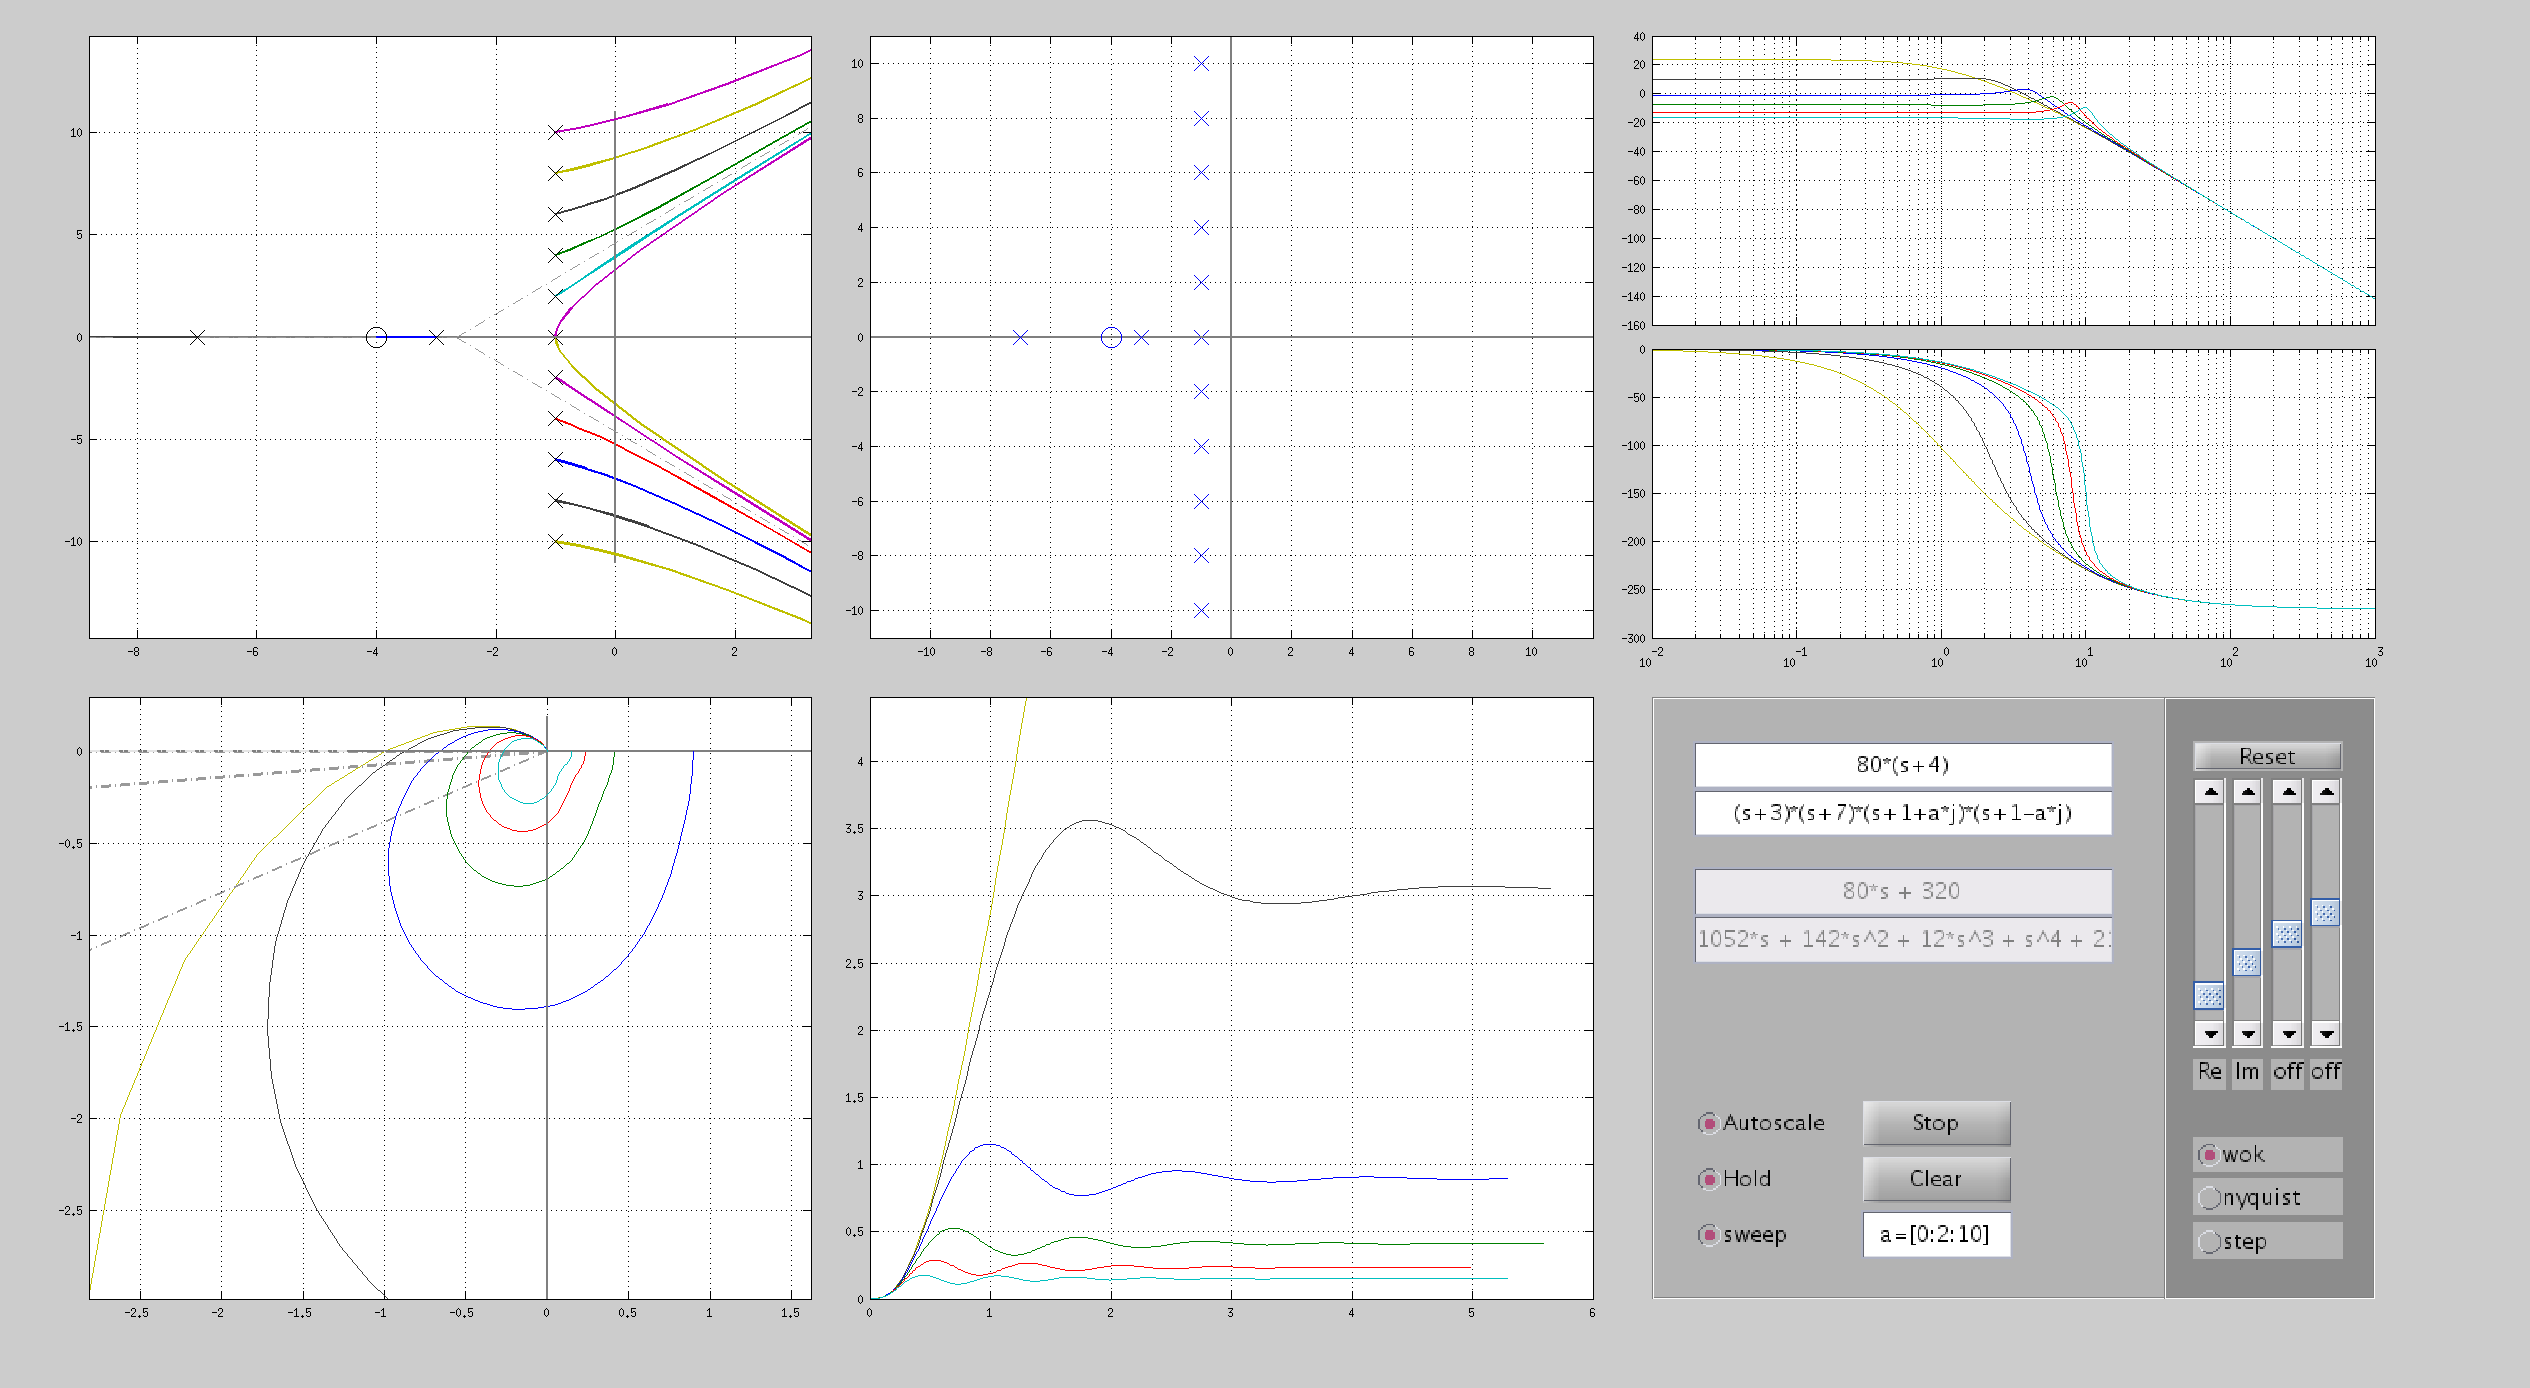 10
5
0
-5
-10
-8 -6 -4 -2 0 2
10
8
6
4
2
0
-2
-4
-6
-8
-10
-10 -8 -6 -4 -2 0 2 4 6 8 10
40
20
0
-20
-40
-60
-80
-100
-120
-140
-160
0
-50
-100
-150
-200
-250
-300
10^-2 10^-1 10^0 10^1 10^2 10^3
0
-0.5
-1
-1.5
-2
-2.5
-2.5 -2 -1.5 -1 -0.5 0 0.5 1 1.5
4
3.5
3
2.5
2
1.5
1
0.5
0
0 1 2 3 4 5 6
80*(s+4)
(s+3)*(s+7)*(s+1+a*j)*(s+1-a*j)
80*s + 320
1052*s + 142*s^2 + 12*s^3 + s^4 + 2
Autoscale Stop
Hold Clear
sweep a=[0:2:10]
Reset
Re Im off off
wok
nyquist
step